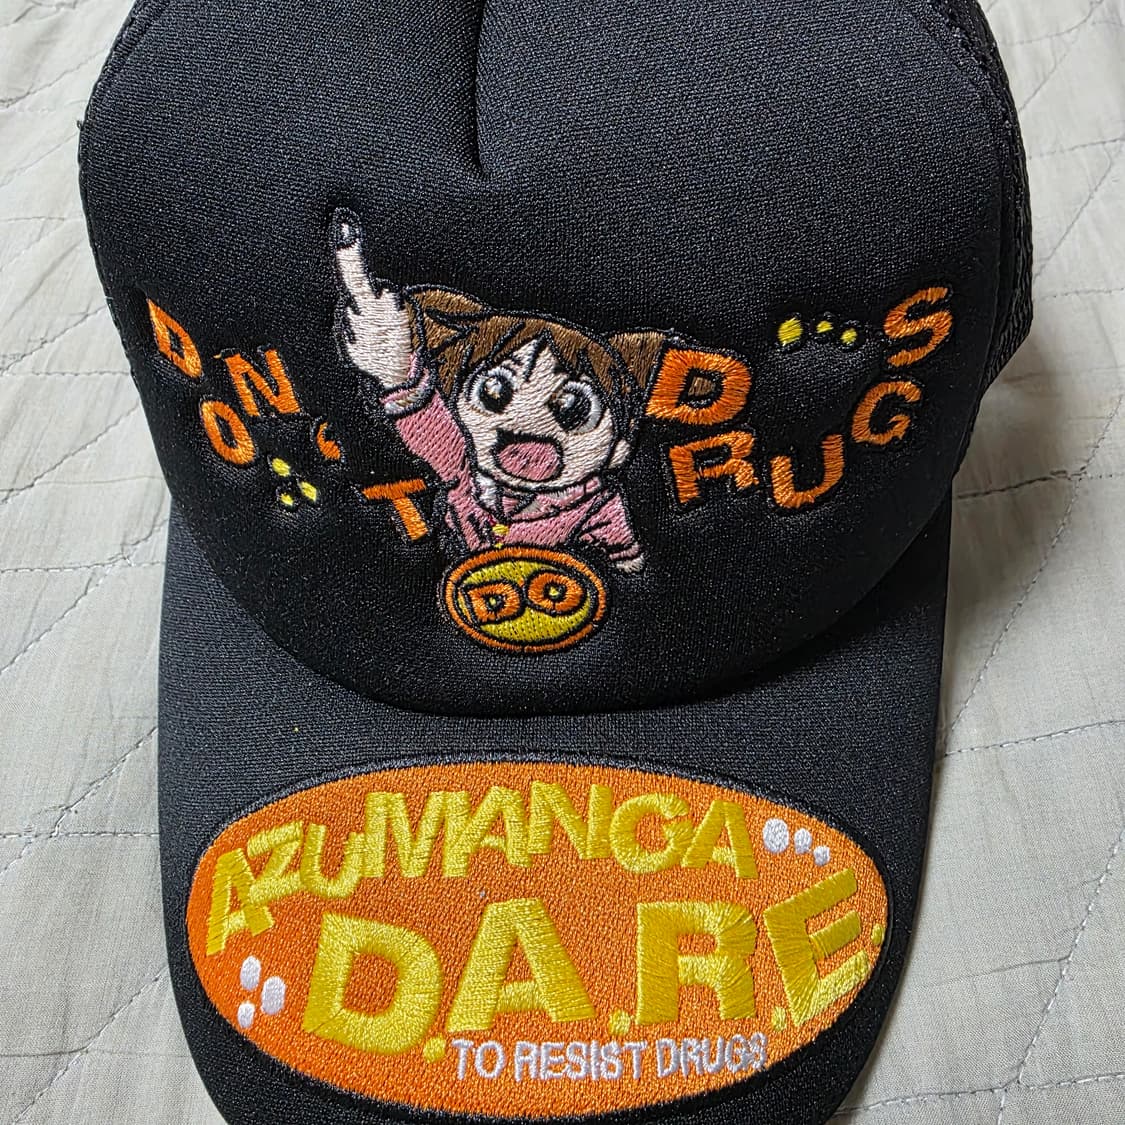 DON'T
DO
DRUGS
AZUMANGA
D.A.R.E.
TO RESIST DRUGS